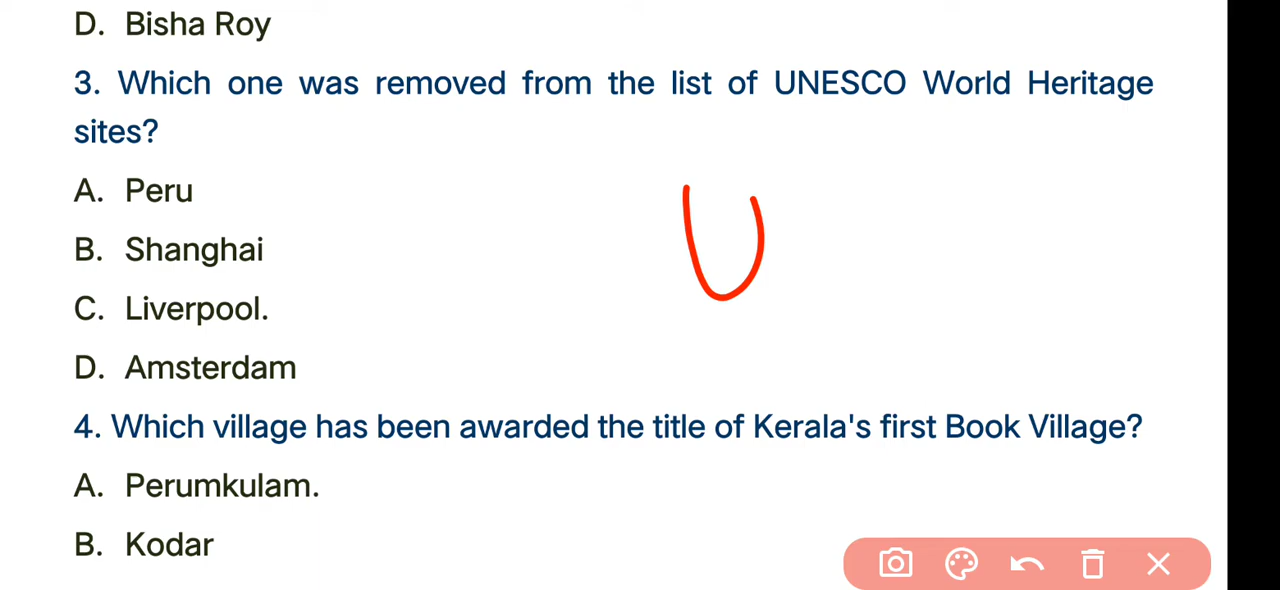 D. Bisha Roy
3. Which one was removed from the list of UNESCO World Heritage
sites?
A. Peru
U
B. Shanghai
C. Liverpool.
D. Amsterdam
4. Which village has been awarded the title of Kerala's first Book Village?
A. Perumkulam.
B. Kodar